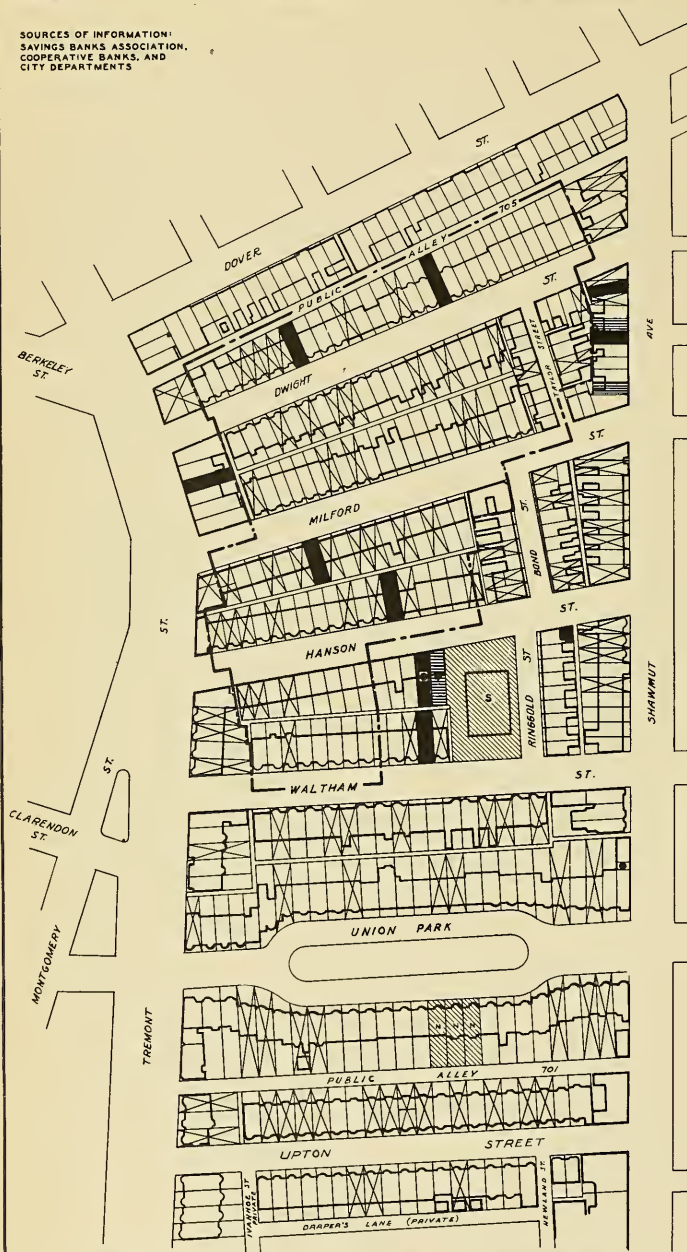 SOURCES OF INFORMATION:
SAVINGS BANKS ASSOCIATION,
COOPERATIVE BANKS, AND
CITY DEPARTMENTS
DOVER
ST.
PUBLIC
ALLEY
705
BERKELEY
ST.
DWIGHT
ST.
TAYLOR
STREET
AVE
MILFORD
ST.
BOND
ST.
HANSON
ST.
ST.
RINGGOLD
ST
S
SHAWMUT
WALTHAM
ST.
ST.
CLARENDON
ST.
UNION PARK
MONTGOMERY
TREMONT
PUBLIC
ALLEY
701
UPTON
STREET
IVANHOE ST
PRIVATE
DRAPER'S LANE (PRIVATE)
NEWLAND ST.